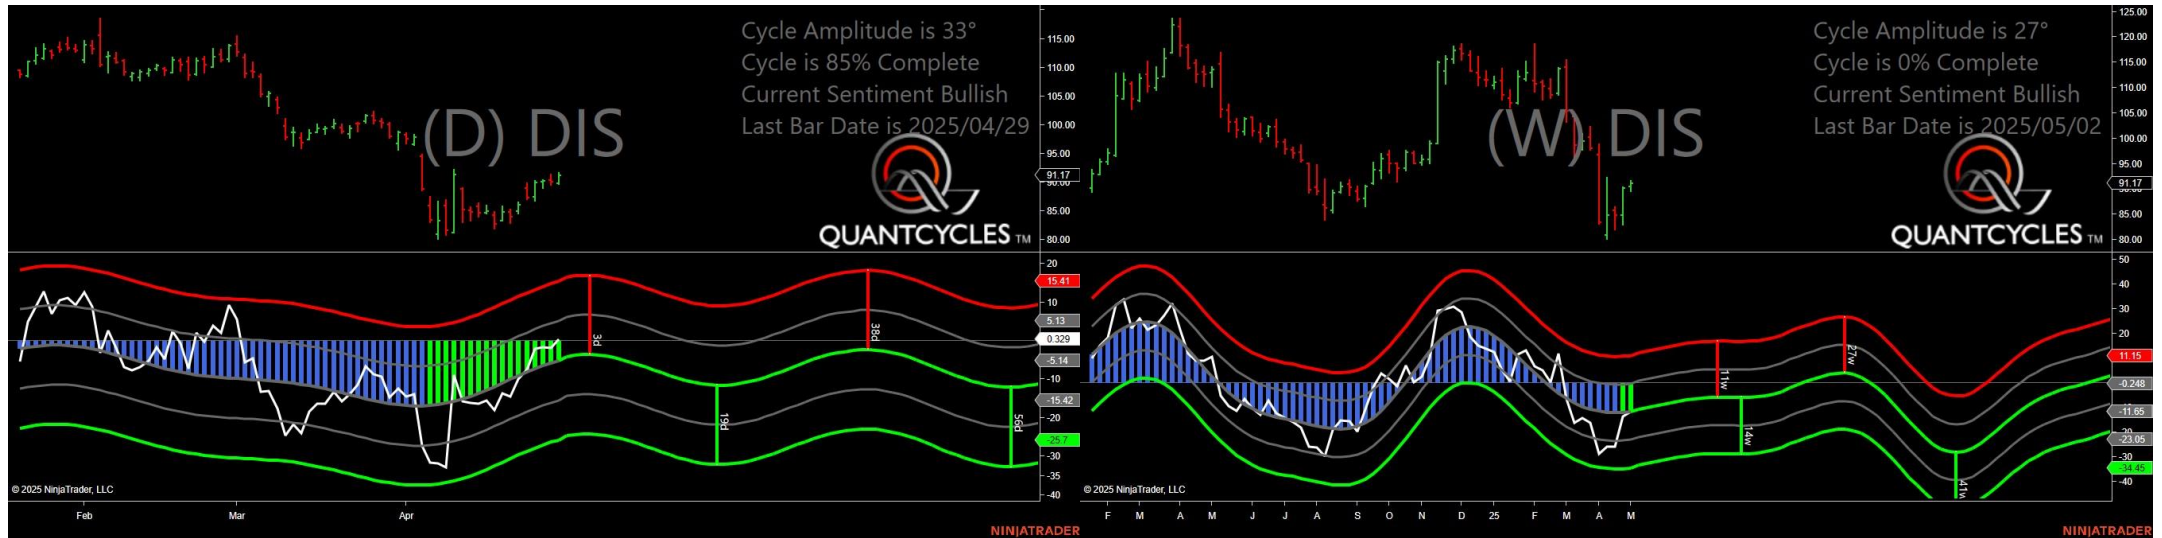 Cycle Amplitude is 33°
Cycle is 85% Complete
Current Sentiment Bullish
Last Bar Date is 2025/04/29
(D) DIS
QUANTCYCLES TM
115.00
110.00
105.00
100.00
95.00
91.17
90.00
85.00
80.00
20
15.41
10
5.13
0.329
-5.14
-10
-15.42
-20
-25.7
-30
-35
-40
3d
19d
38d
56d
© 2025 NinjaTrader, LLC
Feb
Mar
Apr
NINJATRADER
Cycle Amplitude is 27°
Cycle is 0% Complete
Current Sentiment Bullish
Last Bar Date is 2025/05/02
(W) DIS
QUANTCYCLES TM
125.00
120.00
115.00
110.00
105.00
100.00
95.00
91.17
85.00
80.00
50
40
30
20
11.15
-0.248
-11.65
-23.05
-30
-34.45
-40
11w
14w
27w
41w
© 2025 NinjaTrader, LLC
F M A M J J A S O N D 25 F M A M
NINJATRADER